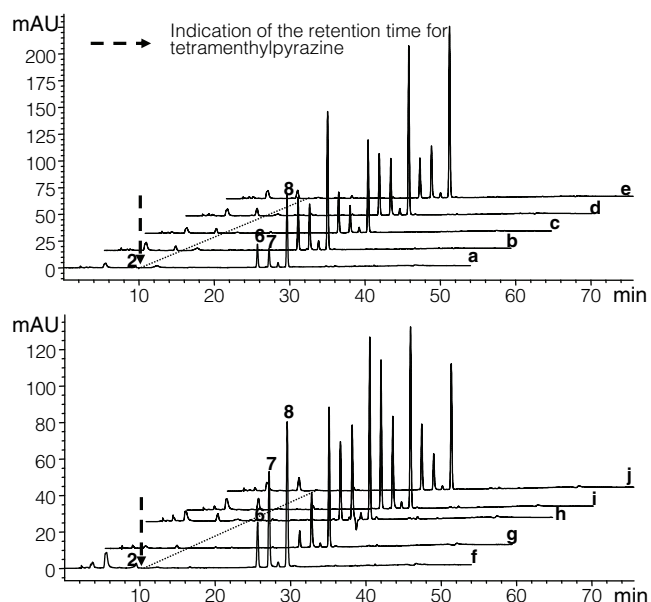 mAU
Indication of the retention time for
tetramenthylpyrazine
200
175
150
125
100
75
50
25
0
8
6
7
2
e
d
c
b
a
10 20 30 40 50 60 70 min
mAU
120
100
80
60
40
20
0
8
7
6
2
j
i
h
g
f
10 20 30 40 50 60 70 min